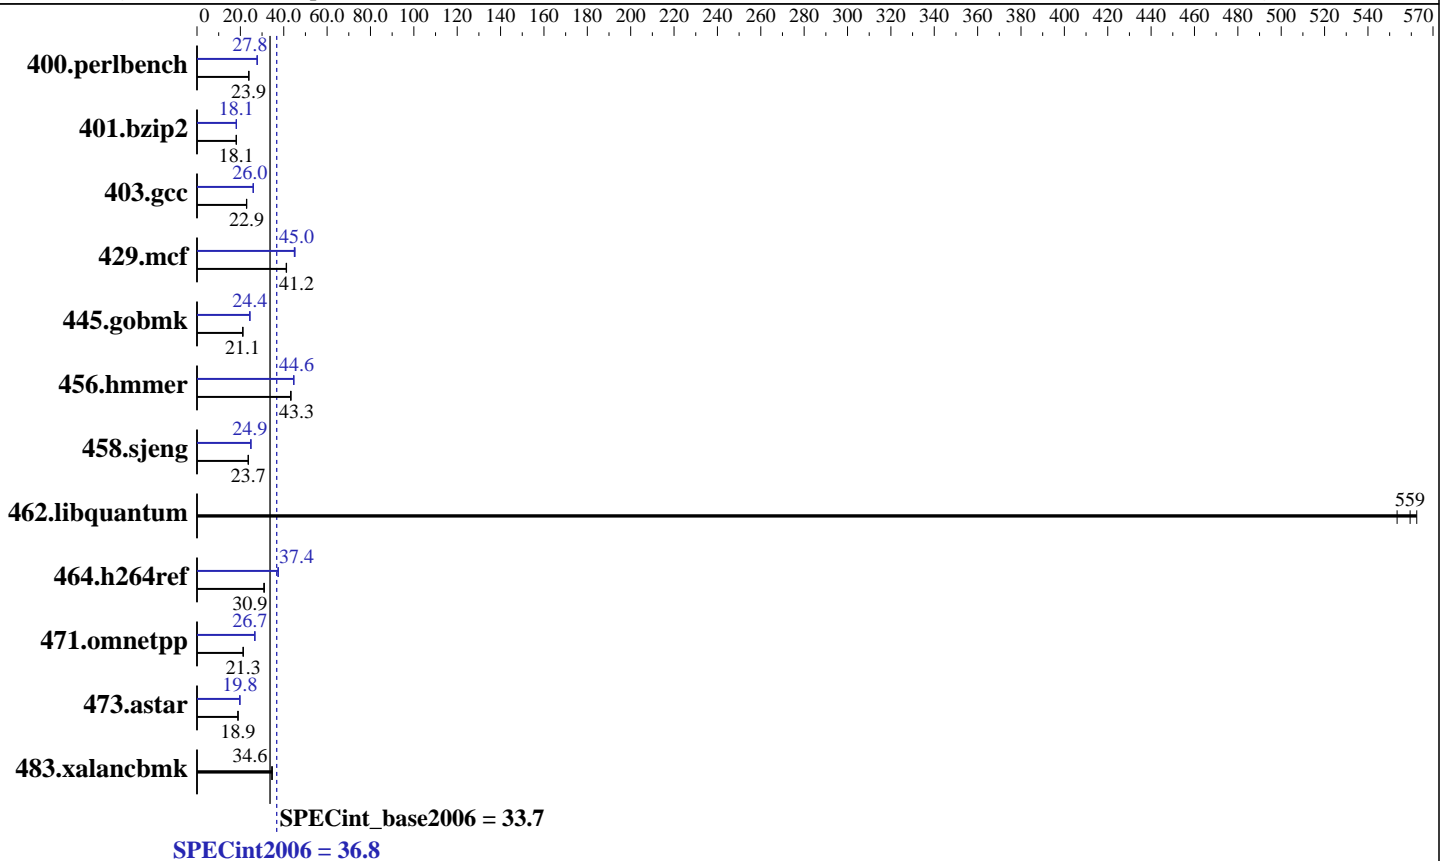 0 20.0 40.0 60.0 80.0 100 120 140 160 180 200 220 240 260 280 300 320 340 360 380 400 420 440 460 480 500 520 540 570
27.8
400.perlbench
23.9
18.1
401.bzip2
18.1
26.0
403.gcc
22.9
45.0
429.mcf
41.2
24.4
445.gobmk
21.1
44.6
456.hmmer
43.3
24.9
458.sjeng
23.7
559
462.libquantum
37.4
464.h264ref
30.9
26.7
471.omnetpp
21.3
19.8
473.astar
18.9
34.6
483.xalancbmk
SPECint_base2006 = 33.7
SPECint2006 = 36.8